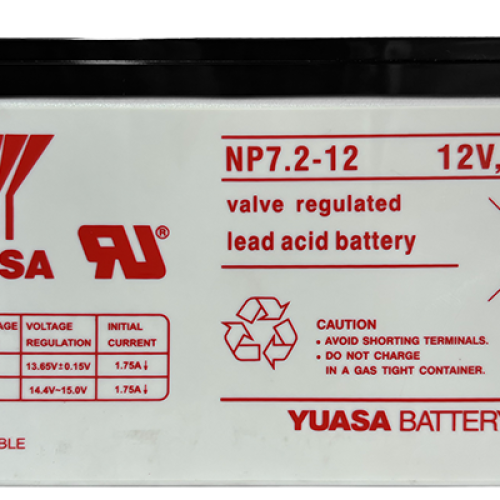 ASA
NP7.2-12 12V,
valve regulated
lead acid battery
AGE VOLTAGE REGULATION INITIAL CURRENT
13.65V±0.15V 1.75A↓
14.4V~15.0V 1.75A↓
CAUTION
• AVOID SHORTING TERMINALS.
• DO NOT CHARGE
IN A GAS TIGHT CONTAINER.
BLE
YUASA BATTERY